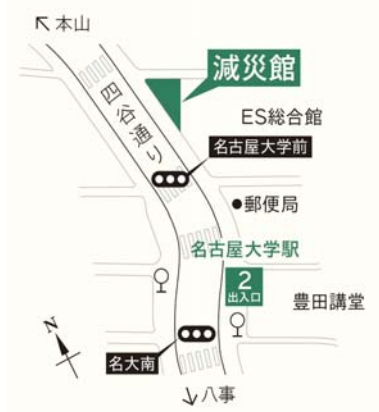 本山
減災館
四谷通り
ES総合館
名古屋大学前
郵便局
名古屋大学駅
2
出入口
豊田講堂
N
名大南
八事